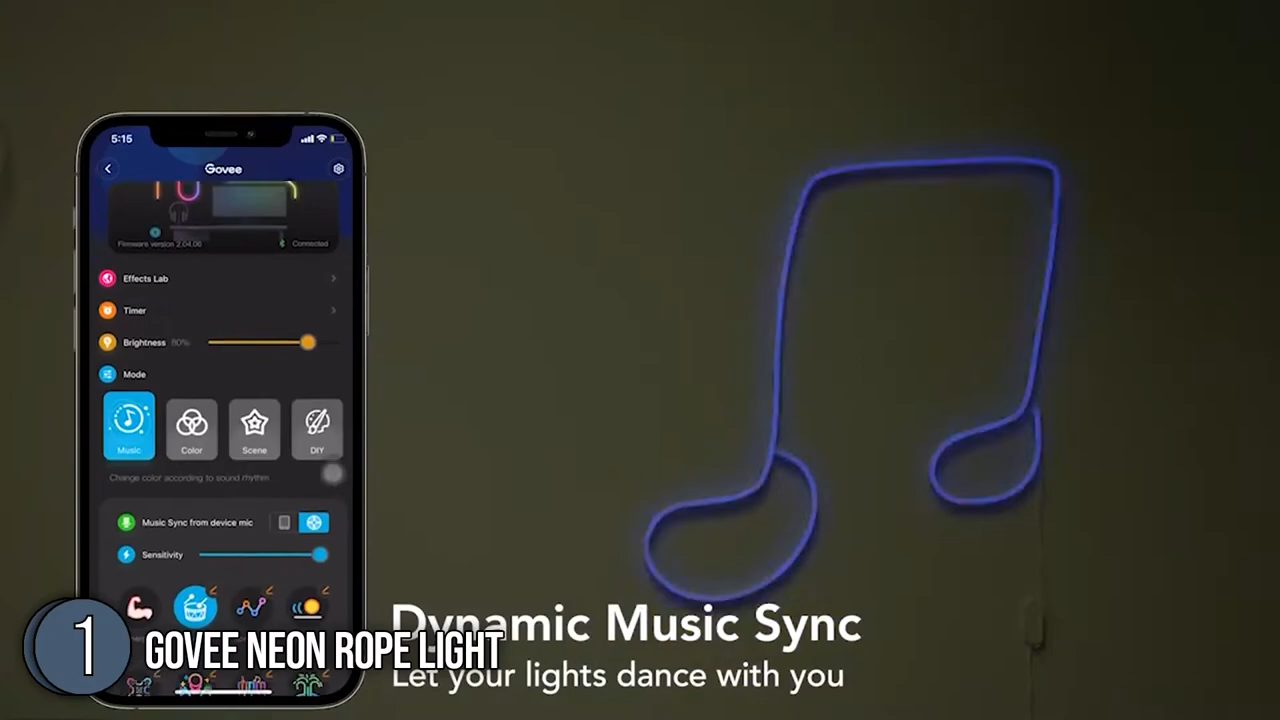 5:15
Govee
Firmware version 2.04.06
Connected
Effects Lab
Timer
Brightness 80%
Mode
Music
Color
Scene
DIY
Change color according to sound rhythm
Music Sync from device mic
Sensitivity
Dynamic Music Sync
Let your lights dance with you
1
GOVEE NEON ROPE LIGHT